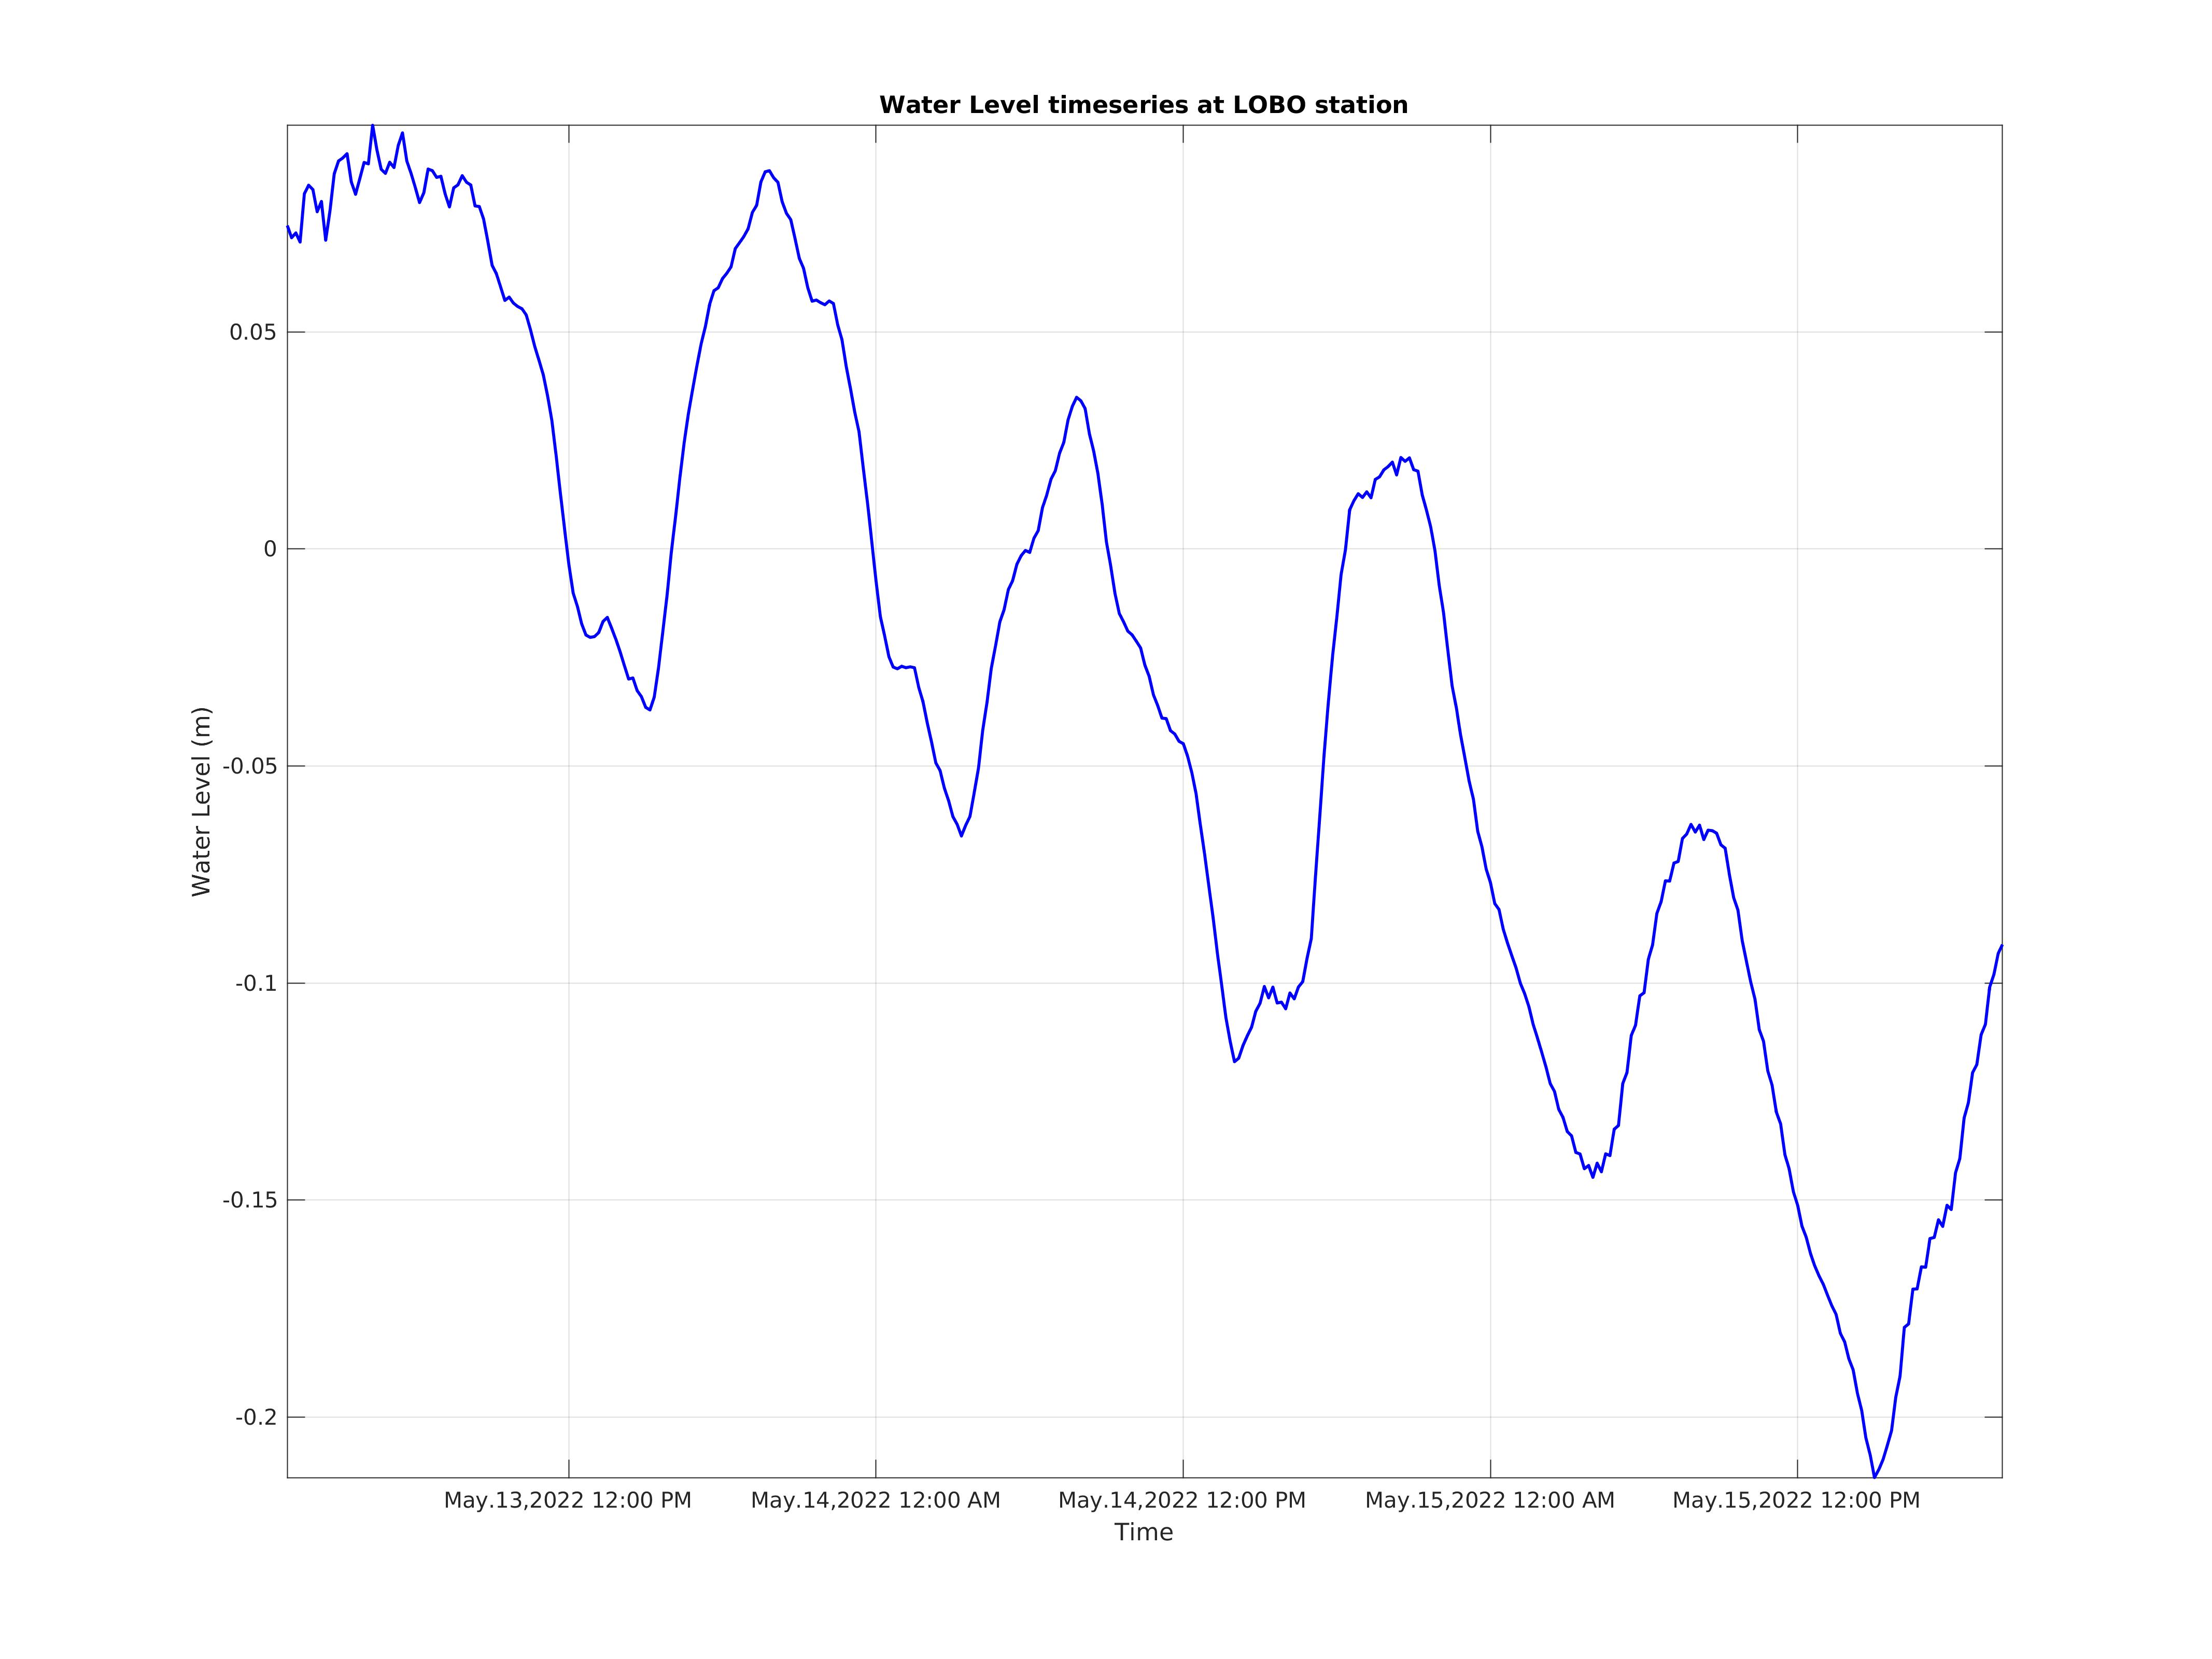 Water Level timeseries at LOBO station
0.05
0
-0.05
-0.1
-0.15
-0.2
Water Level (m)
May.13,2022 12:00 PM
May.14,2022 12:00 AM
May.14,2022 12:00 PM
May.15,2022 12:00 AM
May.15,2022 12:00 PM
Time